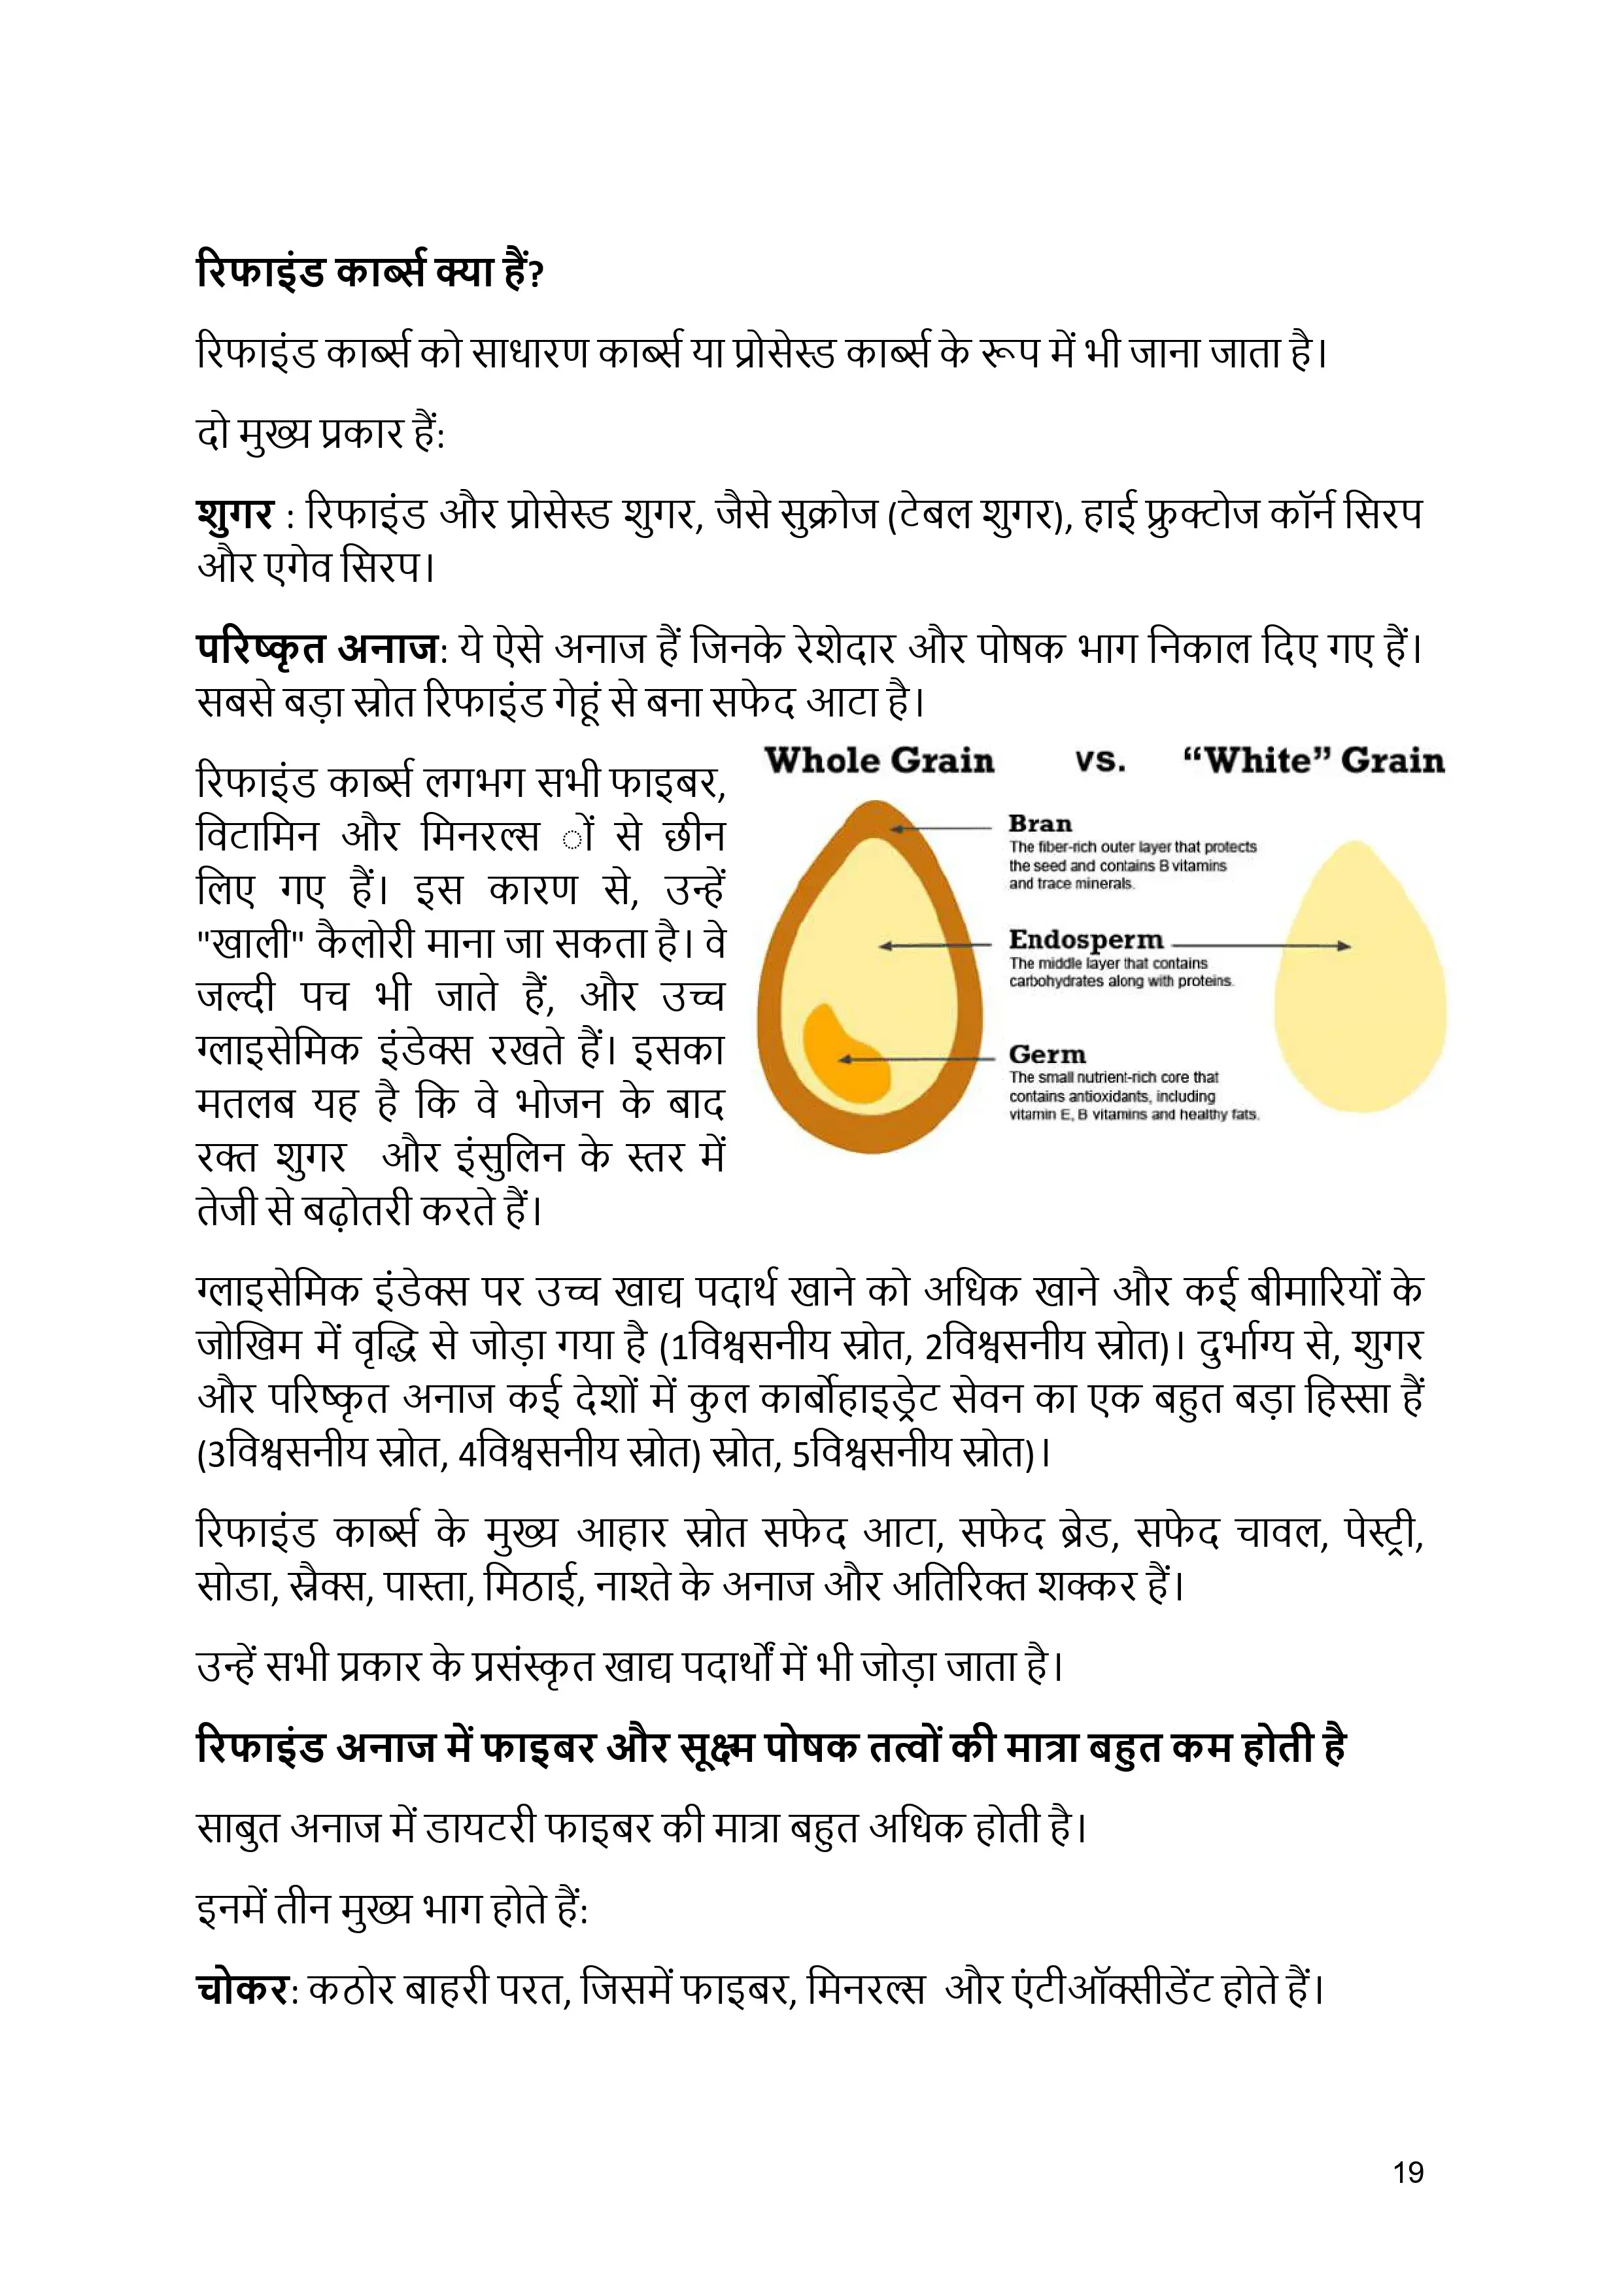 रिफाइंड कार्ब्स क्या हैं?
रिफाइंड कार्ब्स को साधारण कार्ब्स या प्रोसेस्ड कार्ब्स के रूप में भी जाना जाता है।
दो मुख्य प्रकार हैं:
शुगर : रिफाइंड और प्रोसेस्ड शुगर, जैसे सुक्रोज (टेबल शुगर), हाई फ्रुक्टोज कॉर्न सिरप
और एगेव सिरप।
परिष्कृत अनाज: ये ऐसे अनाज हैं जिनके रेशेदार और पोषक भाग निकाल दिए गए हैं।
सबसे बड़ा स्रोत रिफाइंड गेहूं से बना सफेद आटा है।
रिफाइंड कार्ब्स लगभग सभी फाइबर,
विटामिन और मिनरल्स ों से छीन
लिए गए हैं। इस कारण से, उन्हें
"खाली" कैलोरी माना जा सकता है। वे
जल्दी पच भी जाते हैं, और उच्च
ग्लाइसेमिक इंडेक्स रखते हैं। इसका
मतलब यह है कि वे भोजन के बाद
रक्त शुगर और इंसुलिन के स्तर में
तेजी से बढ़ोतरी करते हैं।
Whole Grain vs. “White” Grain
Bran
The fiber-rich outer layer that protects
the seed and contains B vitamins
and trace minerals.
Endosperm
The middle layer that contains
carbohydrates along with proteins.
Germ
The small nutrient-rich core that
contains antioxidants, including
vitamin E, B vitamins and healthy fats.
ग्लाइसेमिक इंडेक्स पर उच्च खाद्य पदार्थ खाने को अधिक खाने और कई बीमारियों के
जोखिम में वृद्धि से जोड़ा गया है (1विश्वसनीय स्रोत, 2विश्वसनीय स्रोत)। दुर्भाग्य से, शुगर
और परिष्कृत अनाज कई देशों में कुल कार्बोहाइड्रेट सेवन का एक बहुत बड़ा हिस्सा हैं
(3विश्वसनीय स्रोत, 4विश्वसनीय स्रोत) स्रोत, 5विश्वसनीय स्रोत)।
रिफाइंड कार्ब्स के मुख्य आहार स्रोत सफेद आटा, सफेद ब्रेड, सफेद चावल, पेस्ट्री,
सोडा, स्नैक्स, पास्ता, मिठाई, नाश्ते के अनाज और अतिरिक्त शक्कर हैं।
उन्हें सभी प्रकार के प्रसंस्कृत खाद्य पदार्थों में भी जोड़ा जाता है।
रिफाइंड अनाज में फाइबर और सूक्ष्म पोषक तत्वों की मात्रा बहुत कम होती है
साबुत अनाज में डायटरी फाइबर की मात्रा बहुत अधिक होती है।
इनमें तीन मुख्य भाग होते हैं:
चोकर: कठोर बाहरी परत, जिसमें फाइबर, मिनरल्स और एंटीऑक्सीडेंट होते हैं।
19